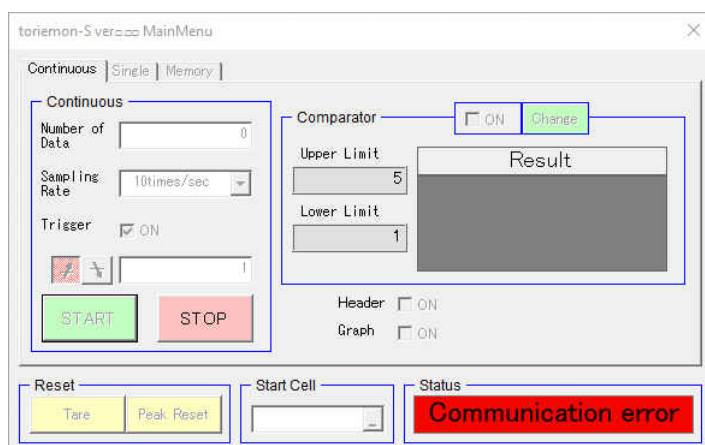 toriemon-S ver MainMenu
Continuous Single Memory
Continuous
Number of Data 0
Sampling Rate 10times/sec
Trigger ON
1
START STOP
Comparator ON Change
Upper Limit
5
Lower Limit
1
Result
Header ON
Graph ON
Reset
Tare Peak Reset
Start Cell
_
Status
Communication error